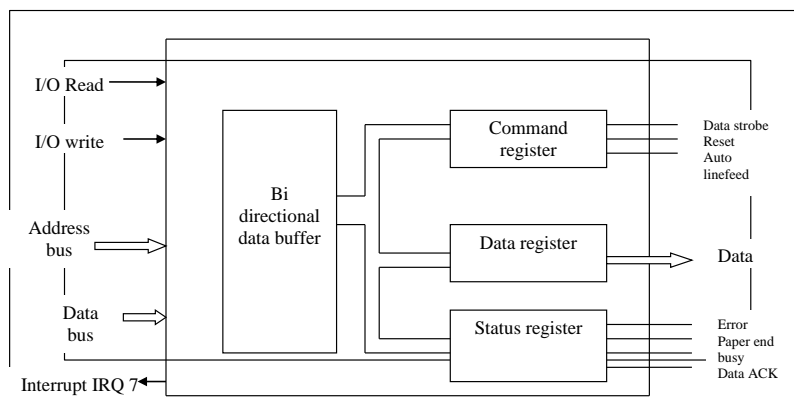 I/O Read
I/O write
Address
bus
Data
bus
Interrupt IRQ 7
Bi
directional
data buffer
Command
register
Data register
Status register
Data strobe
Reset
Auto
linefeed
Data
Error
Paper end
busy
Data ACK